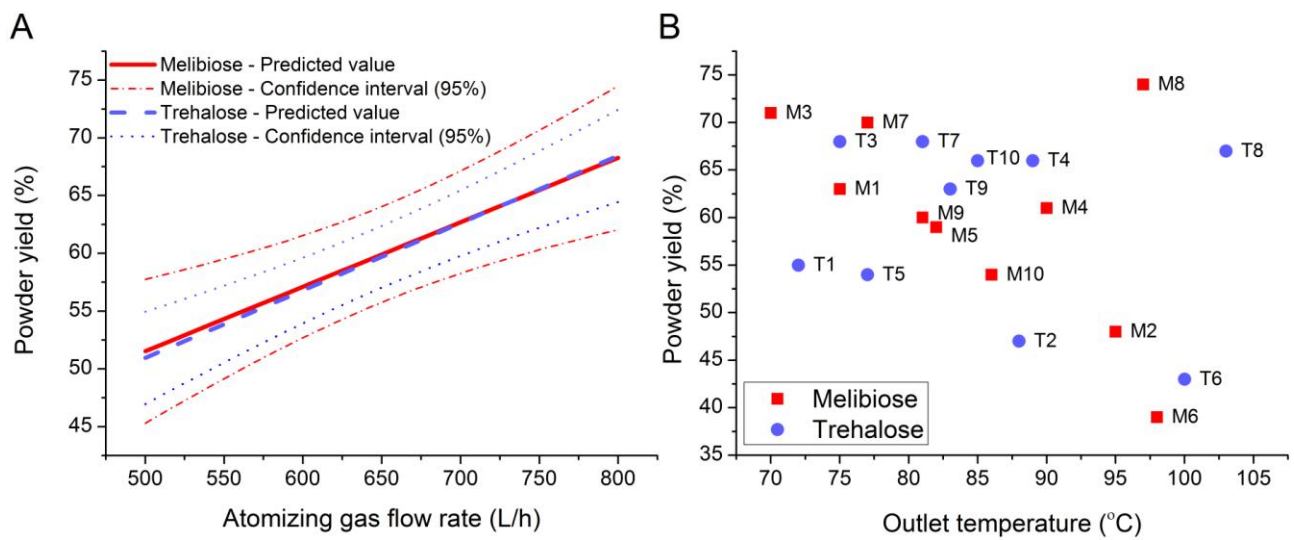 A
Melibiose - Predicted value
Melibiose - Confidence interval (95%)
Trehalose - Predicted value
Trehalose - Confidence interval (95%)
Powder yield (%)
75
70
65
60
55
50
45
500 550 600 650 700 750 800
Atomizing gas flow rate (L/h)
B
Powder yield (%)
75
70
65
60
55
50
45
40
35
M8
M3
M7
T3
T7
T10
T4
T8
M1
T9
M9
M4
M5
T1
T5
M10
T2
M2
T6
M6
Melibiose
Trehalose
70 75 80 85 90 95 100 105
Outlet temperature (°C)